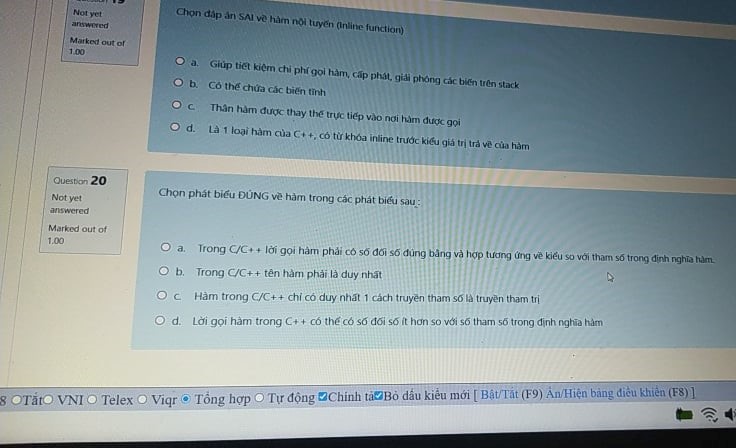 Not yet
answered
Marked out of
1.00
Chọn đáp án SAI về hàm nội tuyến (Inline function)
a. Giúp tiết kiệm chi phí gọi hàm, cấp phát, giải phóng các biến trên stack
b. Có thể chứa các biến tĩnh
c. Thân hàm được thay thế trực tiếp vào nơi hàm được gọi
d. Là 1 loại hàm của C++, có từ khóa inline trước kiểu giá trị trả về của hàm
Question 20
Not yet
answered
Marked out of
1.00
Chọn phát biểu ĐÚNG về hàm trong các phát biểu sau :
a. Trong C/C++ lời gọi hàm phải có số đối số đúng bằng và hợp tương ứng về kiểu so với tham số trong định nghĩa hàm.
b. Trong C/C++ tên hàm phải là duy nhất
c. Hàm trong C/C++ chỉ có duy nhất 1 cách truyền tham số là truyền tham trị
d. Lời gọi hàm trong C++ có thể có số đối số ít hơn so với số tham số trong định nghĩa hàm
8 Tắt VNI Telex Viqr Tổng hợp Tự động Chính tả Bỏ dấu kiểu mới [ Bật/Tắt (F9) Ẩn/Hiện bảng điều khiển (F8) ]